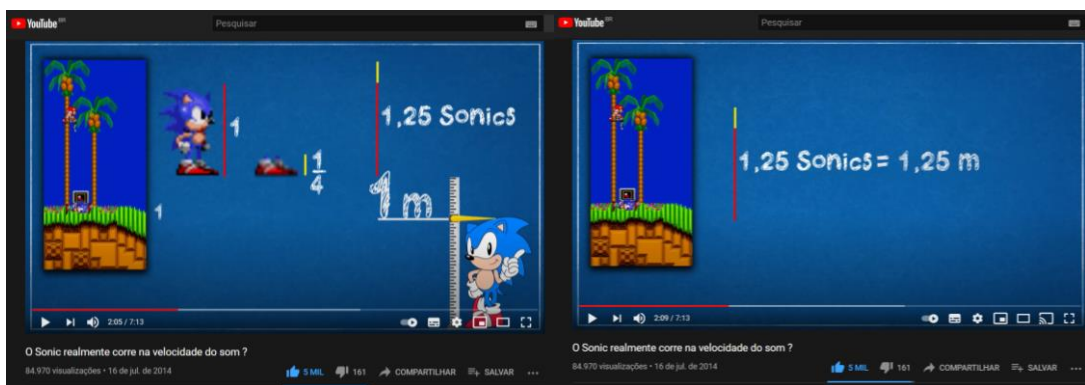 YouTube BR
Pesquisar
1
1
1
4
1,25 Sonics
1 m
2:05 / 7:13
O Sonic realmente corre na velocidade do som ?
84.970 visualizações • 16 de jul. de 2014
5 MIL
161
COMPARTILHAR
SALVAR
YouTube BR
Pesquisar
1,25 Sonics = 1,25 m
2:09 / 7:13
O Sonic realmente corre na velocidade do som ?
84.970 visualizações • 16 de jul. de 2014
5 MIL
161
COMPARTILHAR
SALVAR